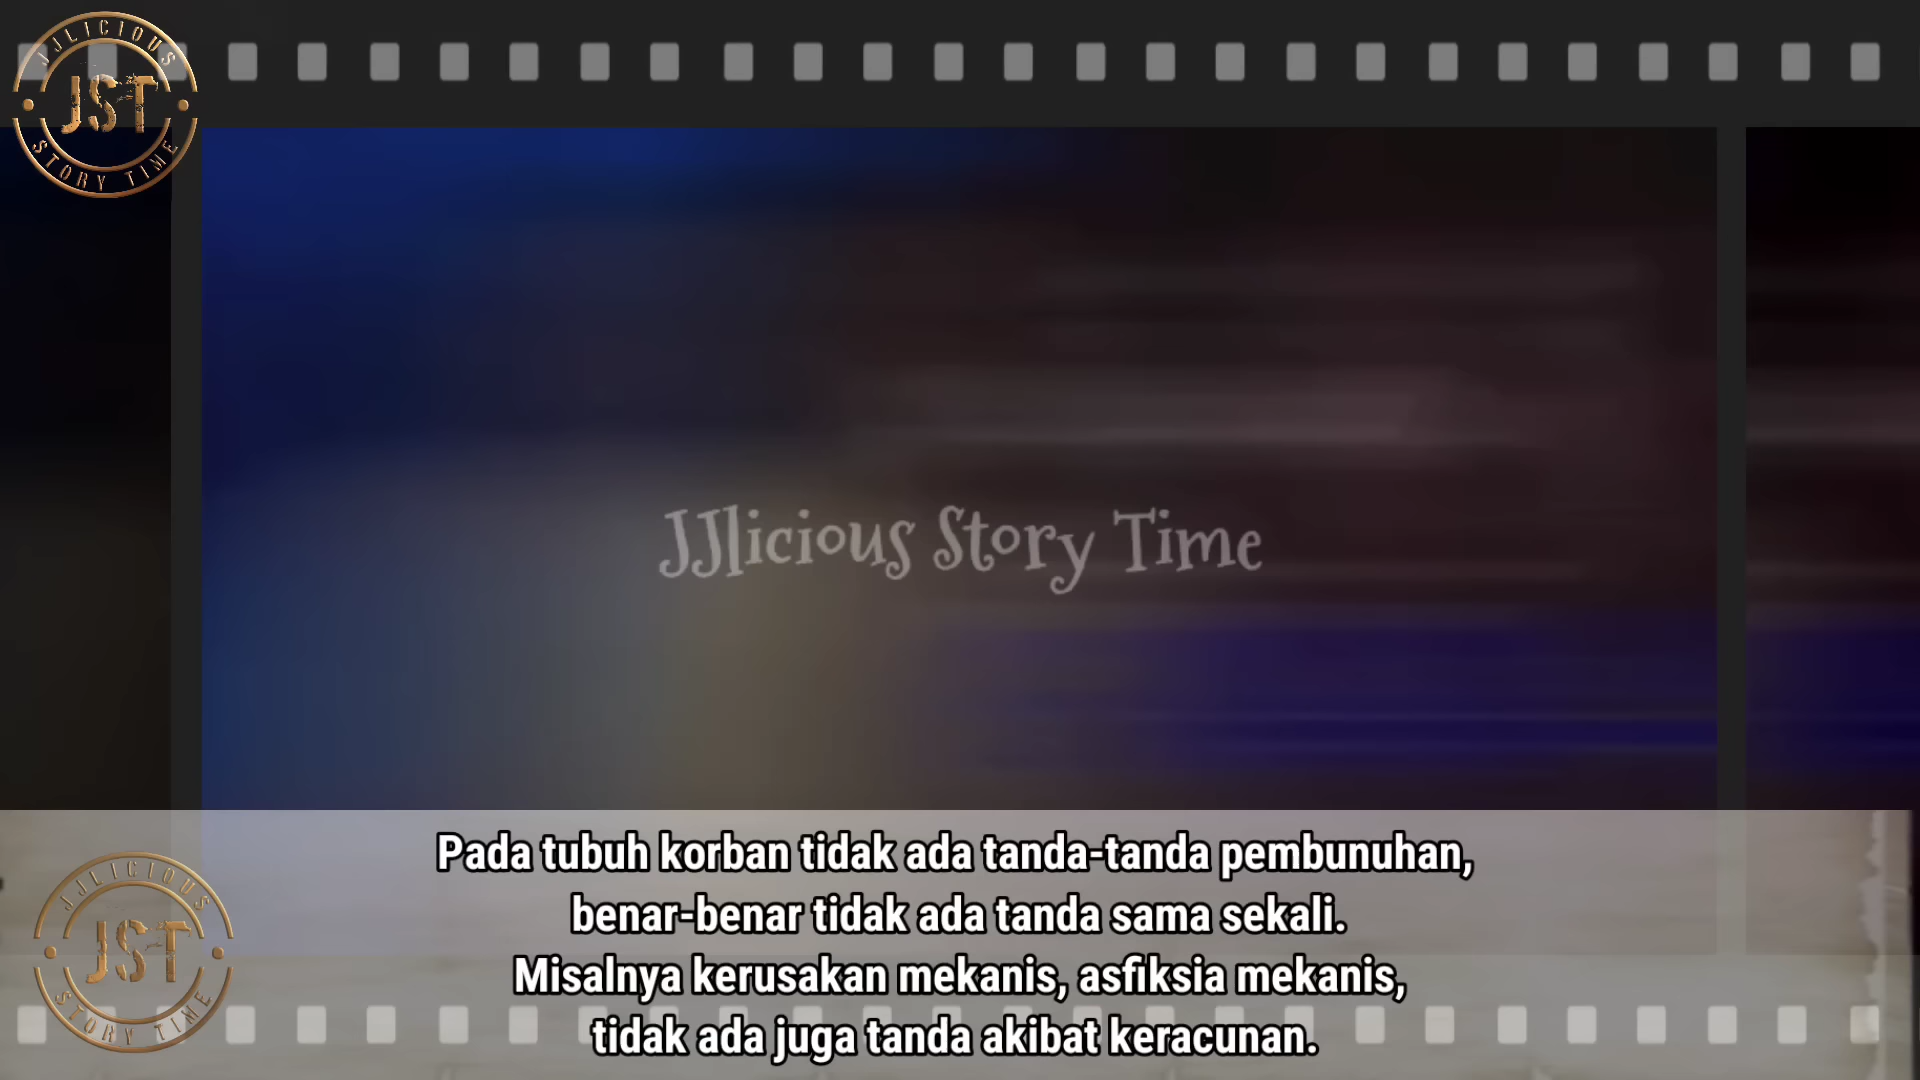 JJLICIOUS
JST
STORY TIME
JJlicious Story Time
Pada tubuh korban tidak ada tanda-tanda pembunuhan,
benar-benar tidak ada tanda sama sekali.
Misalnya kerusakan mekanis, asfiksia mekanis,
tidak ada juga tanda akibat keracunan.
JJLICIOUS
JST
STORY TIME